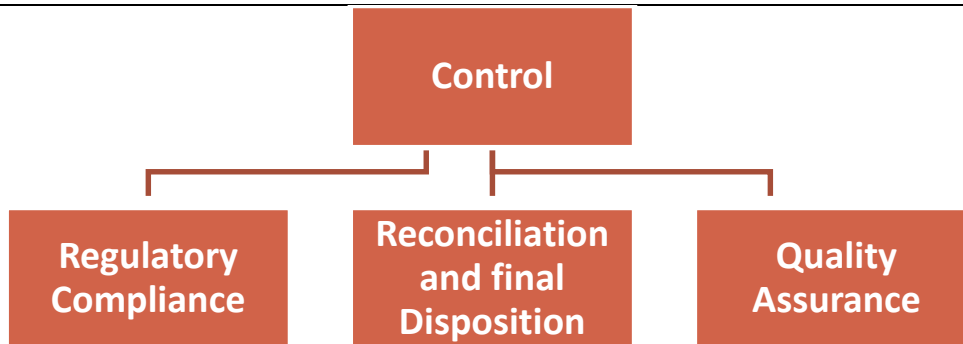 Control
Regulatory
Compliance
Reconciliation
and final
Disposition
Quality
Assurance